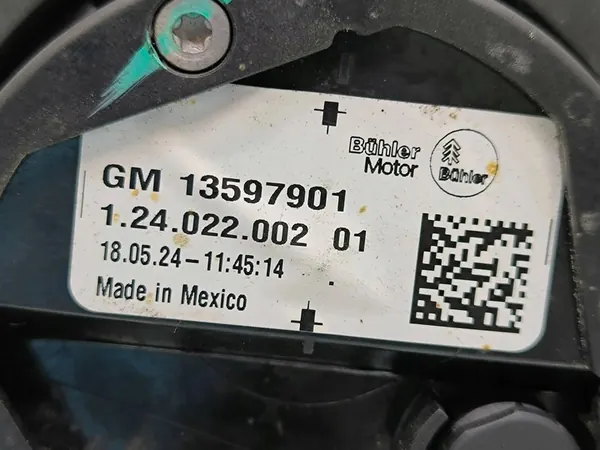 Bühler
Motor
Bühler
GM 13597901
1.24.022.002 01
18.05.24-11:45:14
Made in Mexico